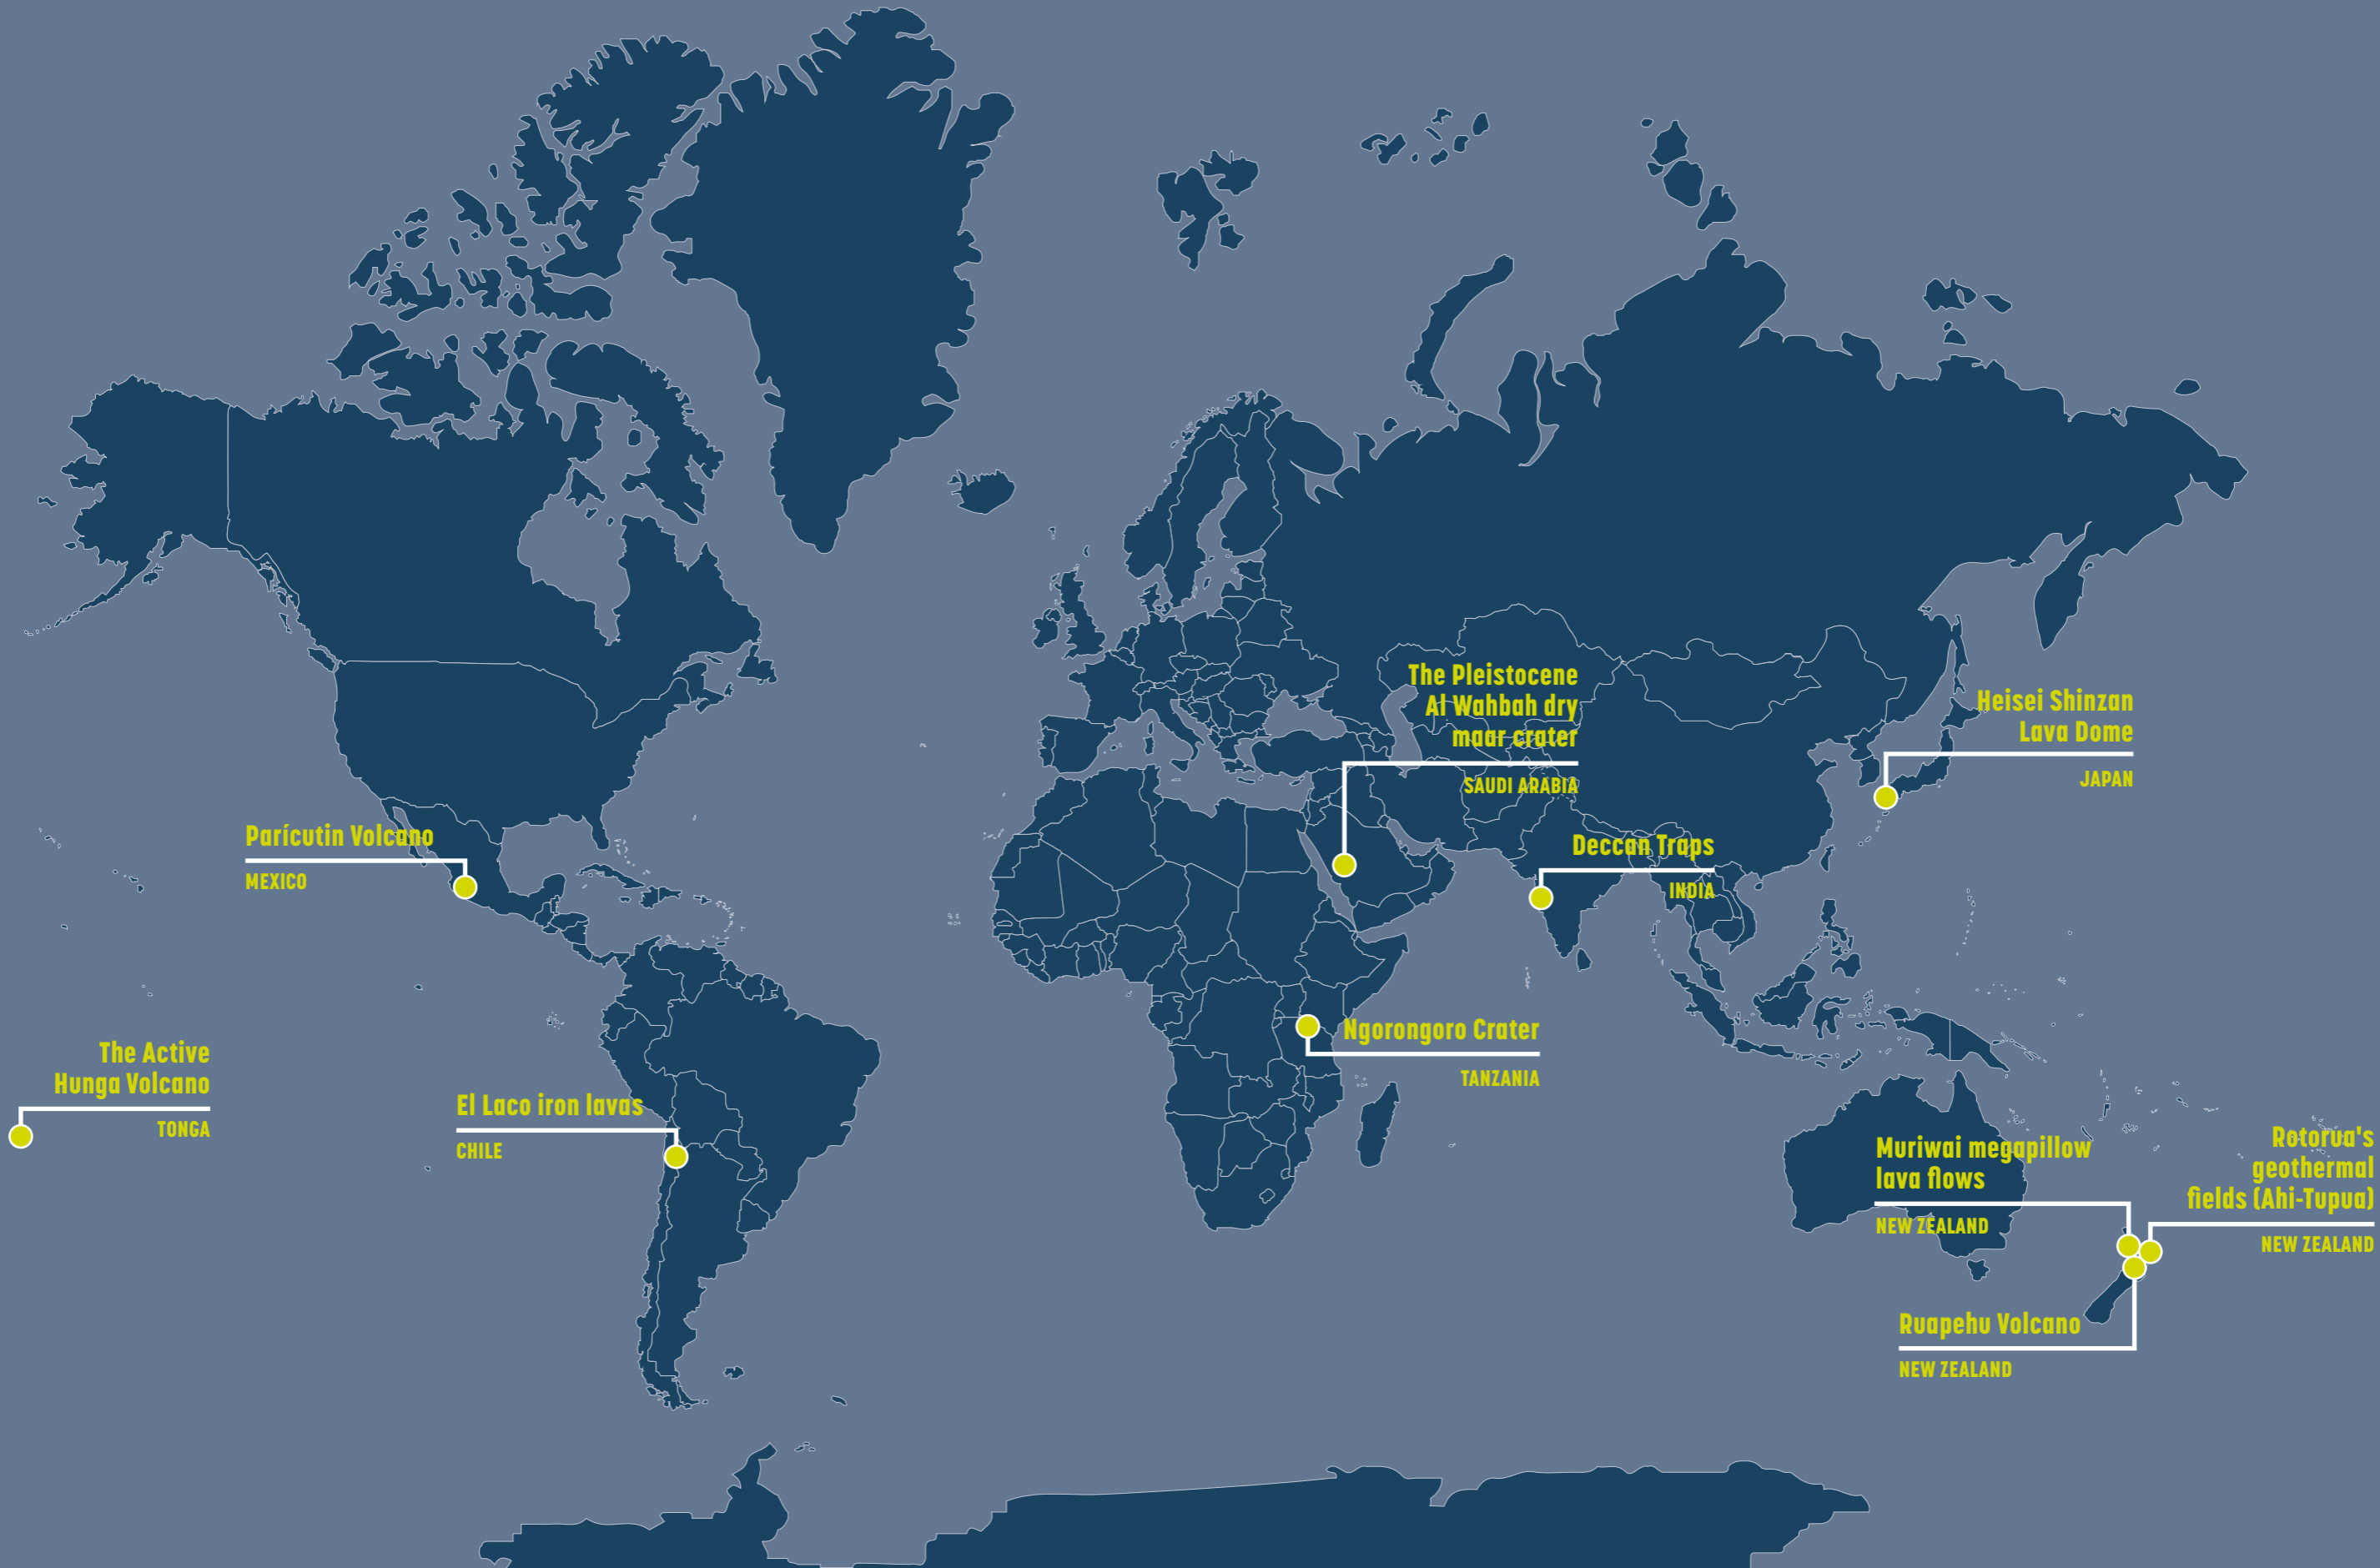 The Pleistocene
Al Wahbah dry
maar crater
SAUDI ARABIA
Heisei Shinzan
Lava Dome
JAPAN
Parícutin Volcano
MEXICO
Deccan Traps
INDIA
Ngorongoro Crater
TANZANIA
The Active
Hunga Volcano
TONGA
El Laco iron lavas
CHILE
Muriwai megapillow
lava flows
NEW ZEALAND
Rotorua's
geothermal
fields (Ahi-Tupua)
NEW ZEALAND
Ruapehu Volcano
NEW ZEALAND